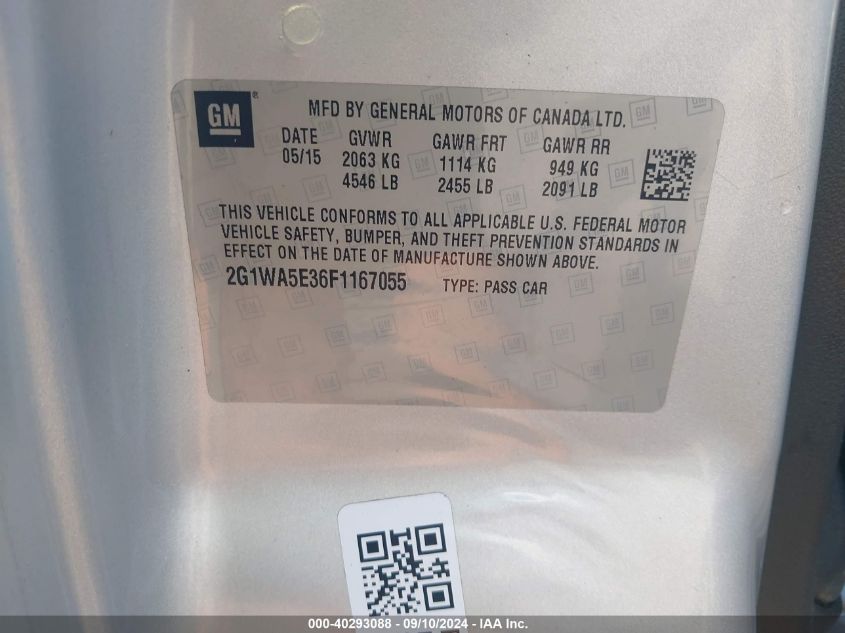 GM®
MFD BY GENERAL MOTORS OF CANADA LTD.
DATE GVWR GAWR FRT GAWR RR
05/15 2063 KG 1114 KG 949 KG
4546 LB 2455 LB 2091 LB
THIS VEHICLE CONFORMS TO ALL APPLICABLE U.S. FEDERAL MOTOR
VEHICLE SAFETY, BUMPER, AND THEFT PREVENTION STANDARDS IN
EFFECT ON THE DATE OF MANUFACTURE SHOWN ABOVE.
2G1WA5E36F1167055 TYPE: PASS CAR
000-40293088 - 09/10/2024 - IAA Inc.